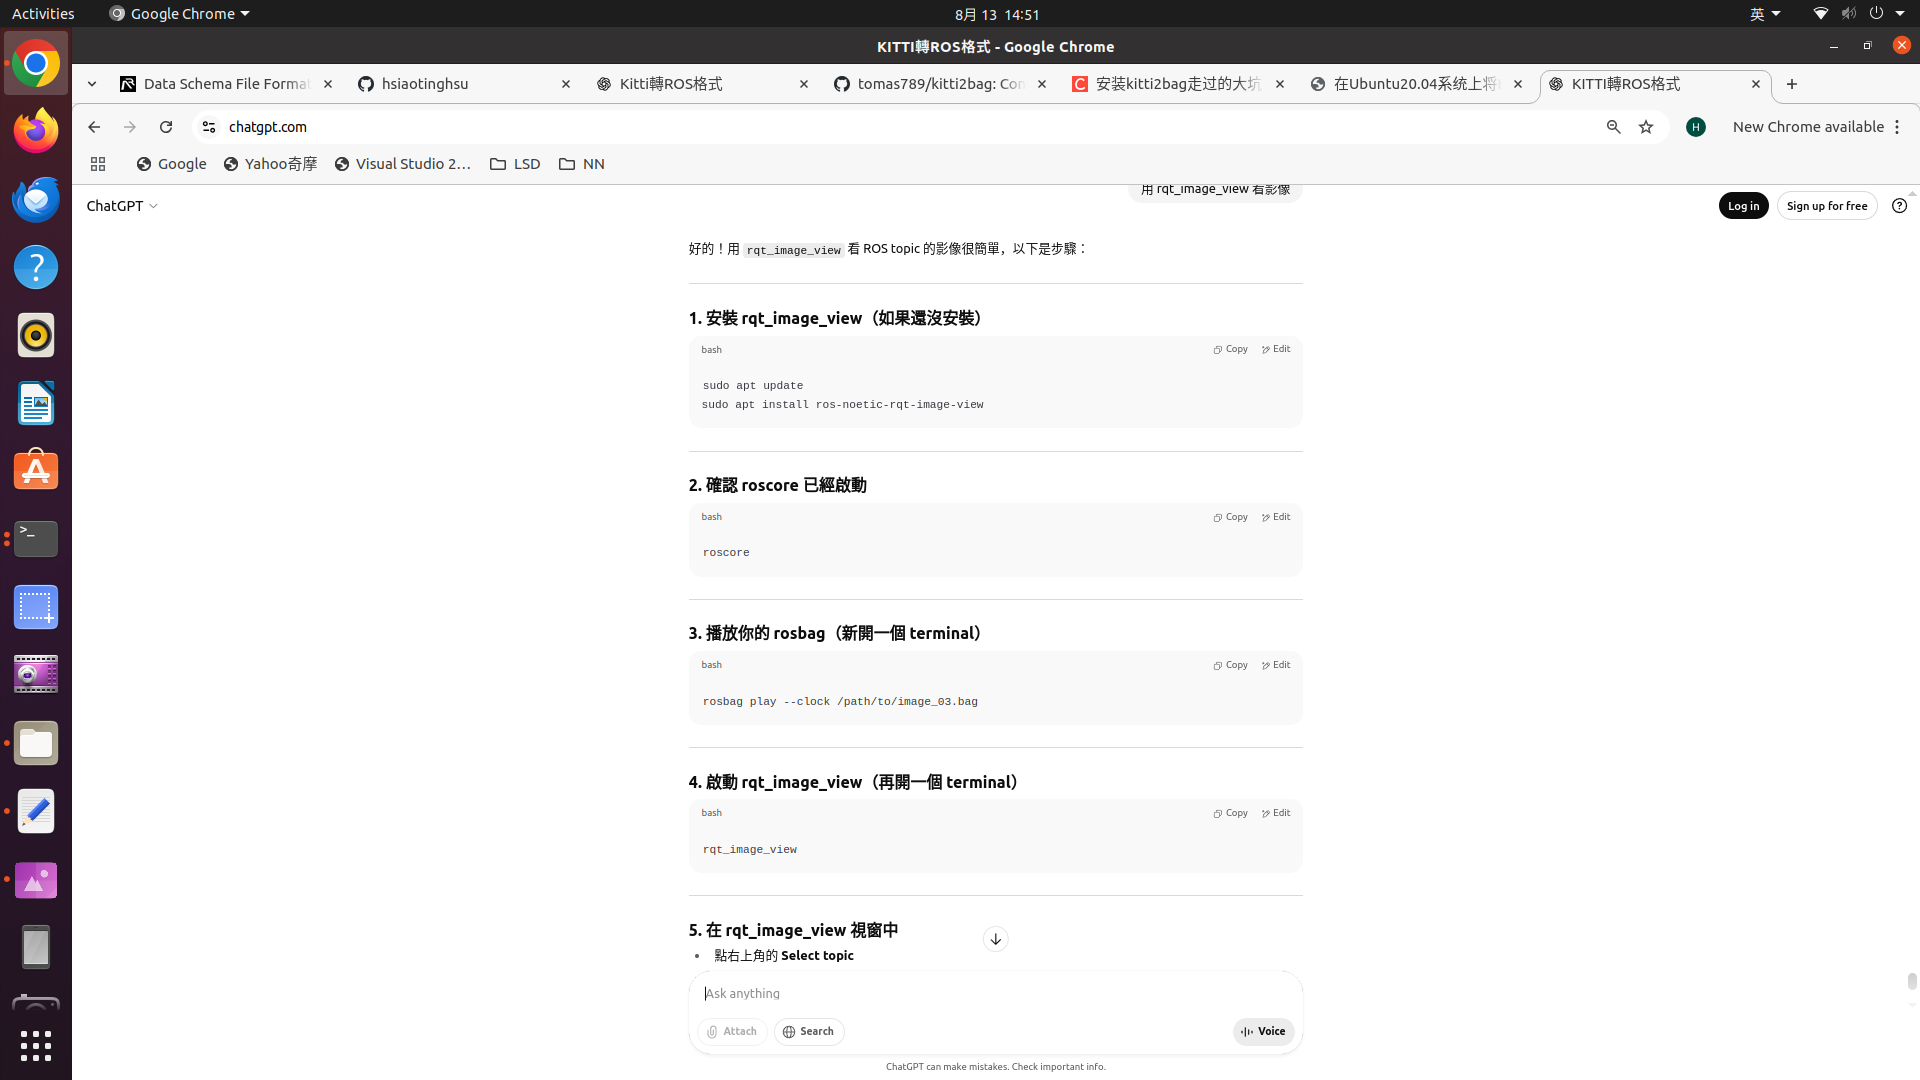 Activities
Google Chrome
8月 13 14:51
英
KITTI轉ROS格式 - Google Chrome
Data Schema File Format
hsiaotinghsu
Kitti轉ROS格式
tomas789/kitti2bag: Con
安装kitti2bag走过的大坑
在Ubuntu20.04系统上将k
KITTI轉ROS格式
chatgpt.com
H
New Chrome available
Google
Yahoo奇摩
Visual Studio 2…
LSD
NN
ChatGPT
用 rqt_image_view 看影像
Log in
Sign up for free
好的！用 rqt_image_view 看 ROS topic 的影像很簡單，以下是步驟：
1. 安裝 rqt_image_view（如果還沒安裝）
bash
Copy
Edit
sudo apt update
sudo apt install ros-noetic-rqt-image-view
2. 確認 roscore 已經啟動
bash
Copy
Edit
roscore
3. 播放你的 rosbag（新開一個 terminal）
bash
Copy
Edit
rosbag play --clock /path/to/image_03.bag
4. 啟動 rqt_image_view（再開一個 terminal）
bash
Copy
Edit
rqt_image_view
5. 在 rqt_image_view 視窗中
• 點右上角的 Select topic
Ask anything
Attach
Search
Voice
ChatGPT can make mistakes. Check important info.